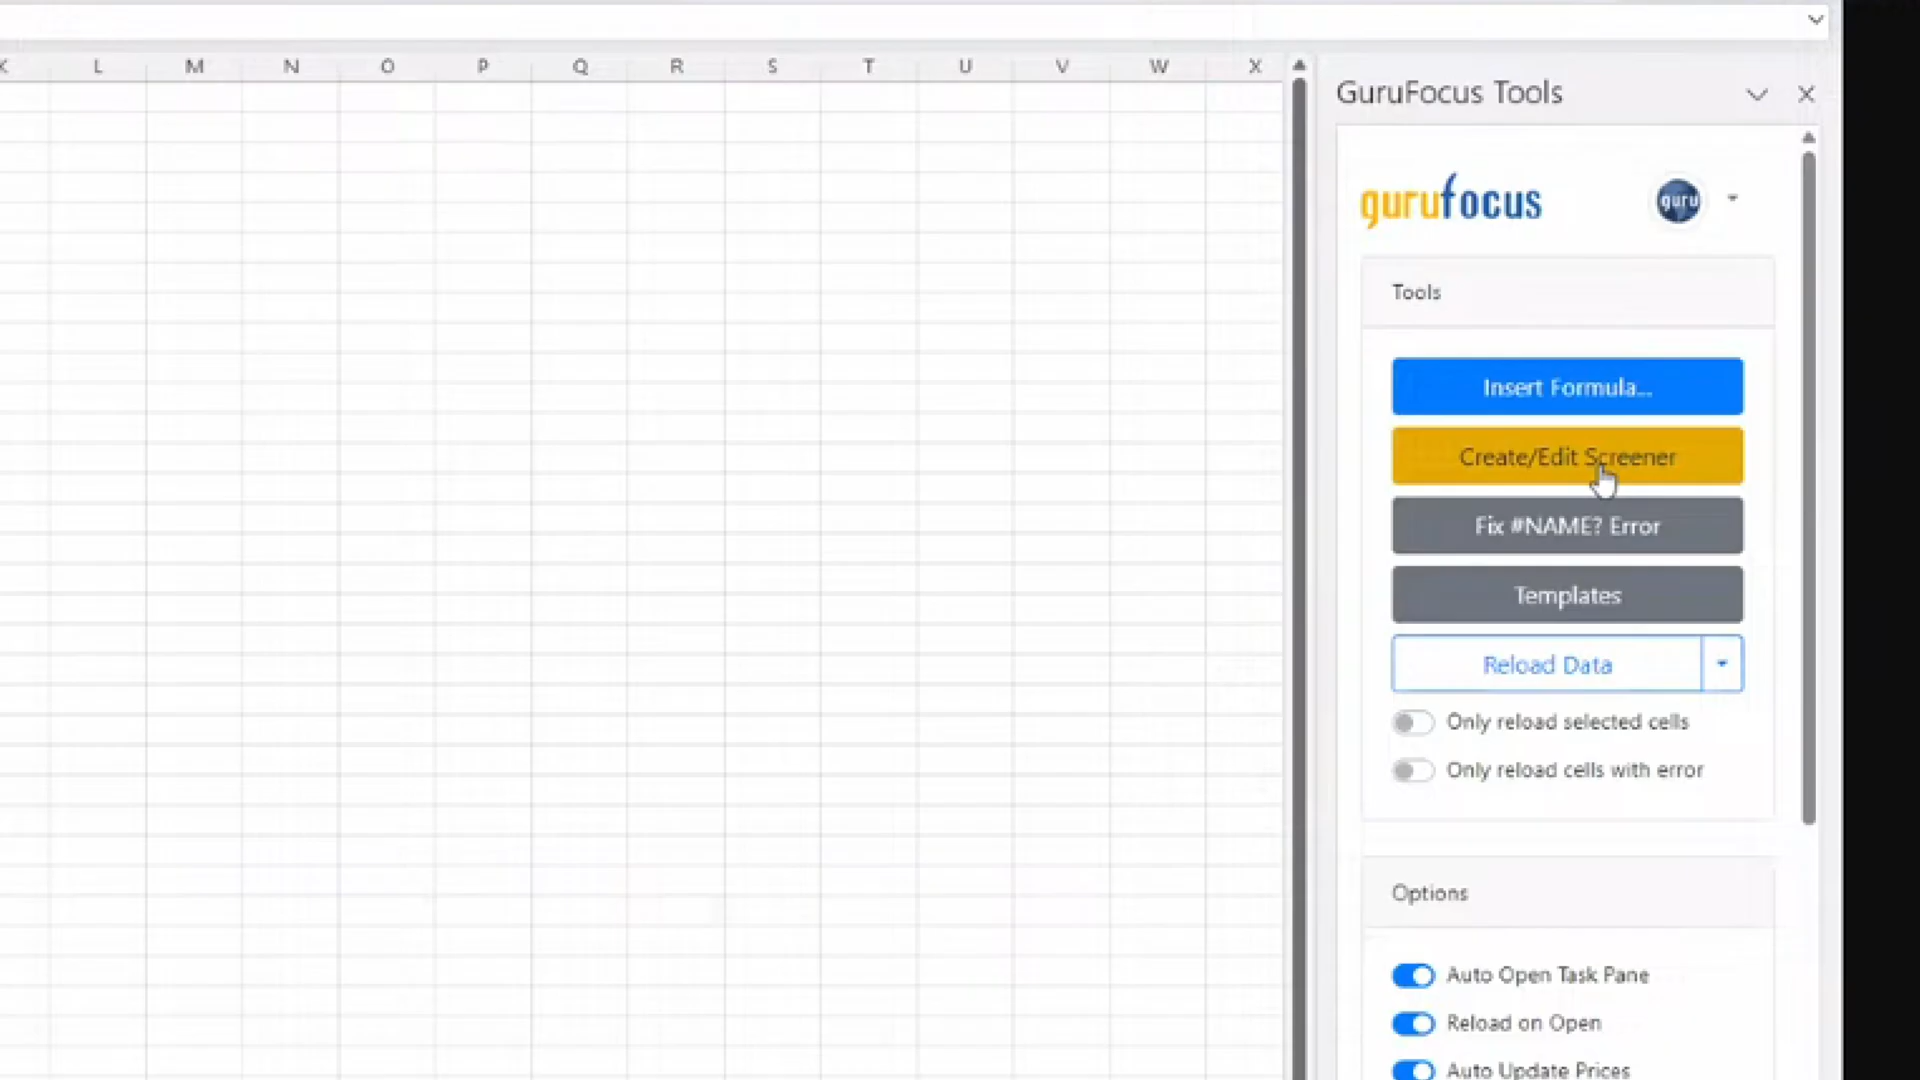 K L M N O P Q R S T U V W X
GuruFocus Tools
gurufocus
guru
Tools
Insert Formula...
Create/Edit Screener
Fix #NAME? Error
Templates
Reload Data
Only reload selected cells
Only reload cells with error
Options
Auto Open Task Pane
Reload on Open
Auto Update Prices